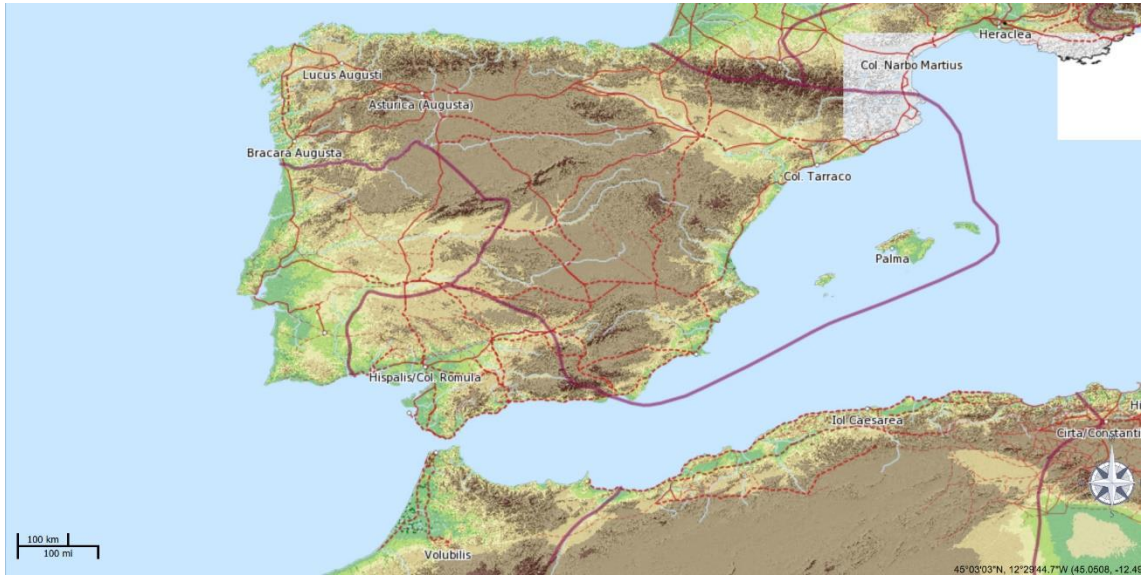 Heraclea
Col. Narbo Martius
Lucus Augusti
Asturica (Augusta)
Bracara Augusta
Col. Tarraco
Palma
Hispalis/Col. Romula
Iol Caesarea
Cirta/Constanti
Volubilis
100 km
100 mi
45°03'03"N, 12°29'44.7"W (45.0508, -12.49